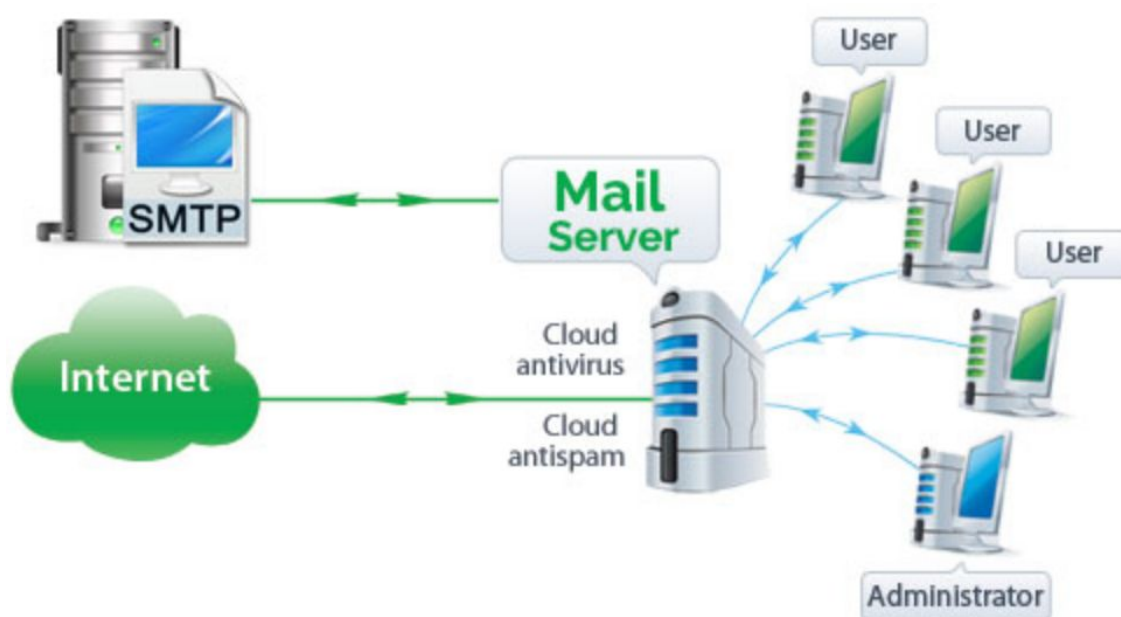 User
User
Mail
Server
SMTP
User
Cloud
antivirus
Internet
Cloud
antispam
Administrator